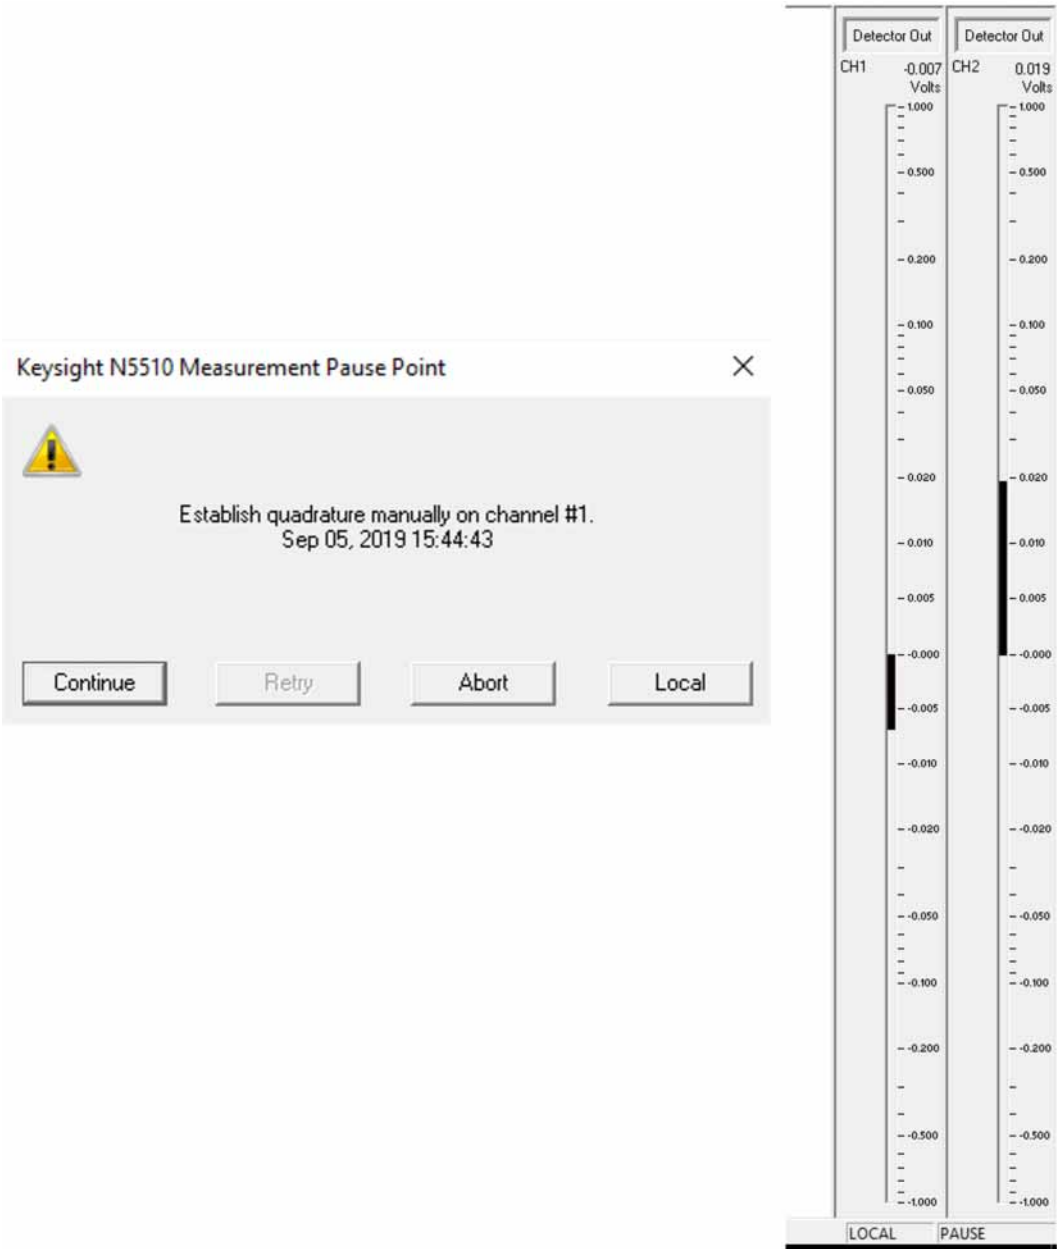 Keysight N5510 Measurement Pause Point
Establish quadrature manually on channel #1.
Sep 05, 2019 15:44:43
Continue
Retry
Abort
Local
Detector Out
CH1 -0.007
Volts
- 1.000
- 0.500
- 0.200
- 0.100
- 0.050
- 0.020
- 0.010
- 0.005
- -0.000
- -0.005
- -0.010
- -0.020
- -0.050
- -0.100
- -0.200
- -0.500
- -1.000
Detector Out
CH2 0.019
Volts
- 1.000
- 0.500
- 0.200
- 0.100
- 0.050
- 0.020
- 0.010
- 0.005
- -0.000
- -0.005
- -0.010
- -0.020
- -0.050
- -0.100
- -0.200
- -0.500
- -1.000
LOCAL PAUSE